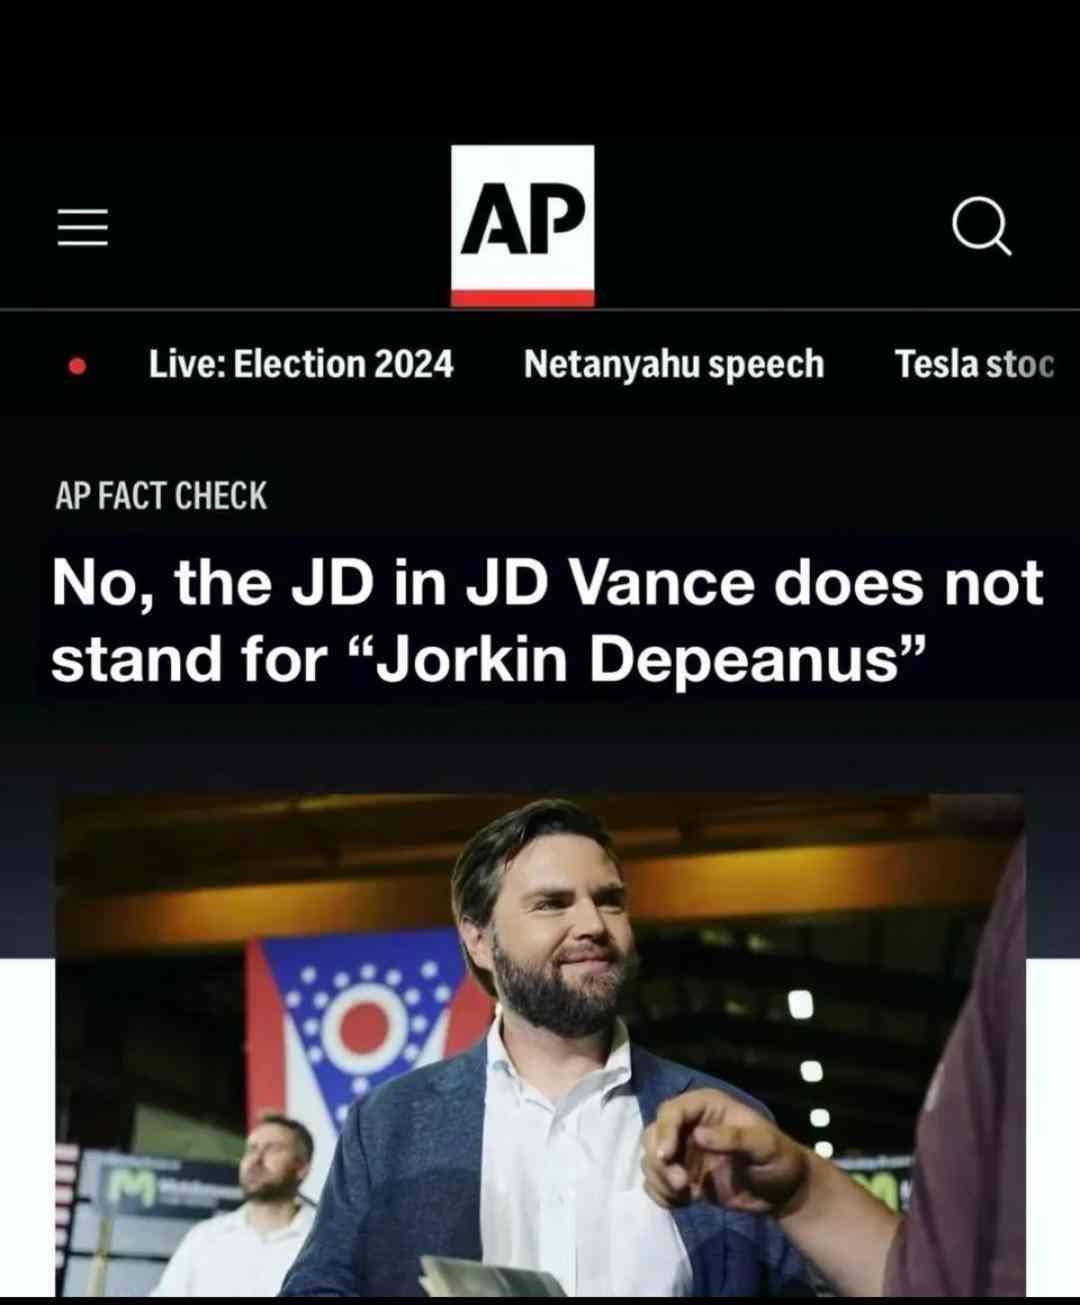 AP
Live: Election 2024 Netanyahu speech Tesla stoc
AP FACT CHECK
No, the JD in JD Vance does not
stand for “Jorkin Depeanus”
M